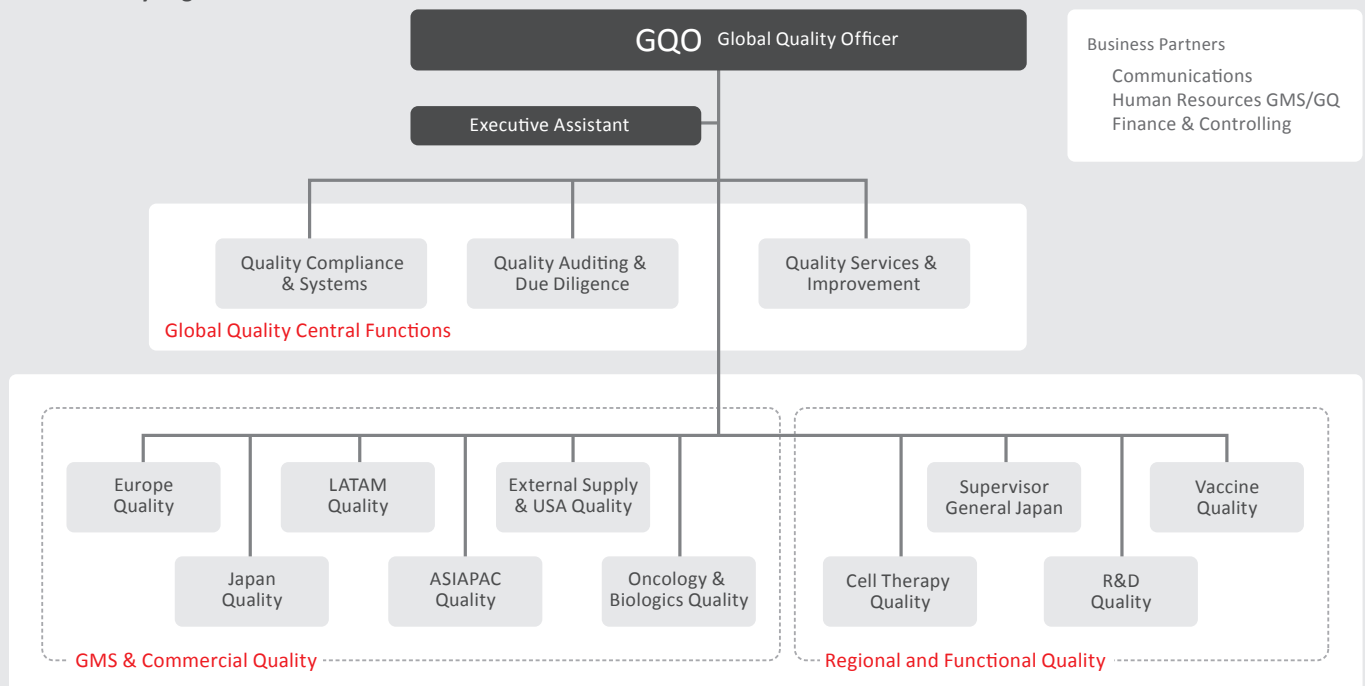 GQO Global Quality Officer
Business Partners
Communications
Human Resources GMS/GQ
Finance & Controlling
Executive Assistant
Quality Compliance
& Systems
Quality Auditing &
Due Diligence
Quality Services &
Improvement
Global Quality Central Functions
Europe
Quality
LATAM
Quality
External Supply
& USA Quality
Japan
Quality
ASIAPAC
Quality
Oncology &
Biologics Quality
GMS & Commercial Quality
Supervisor
General Japan
Vaccine
Quality
Cell Therapy
Quality
R&D
Quality
Regional and Functional Quality